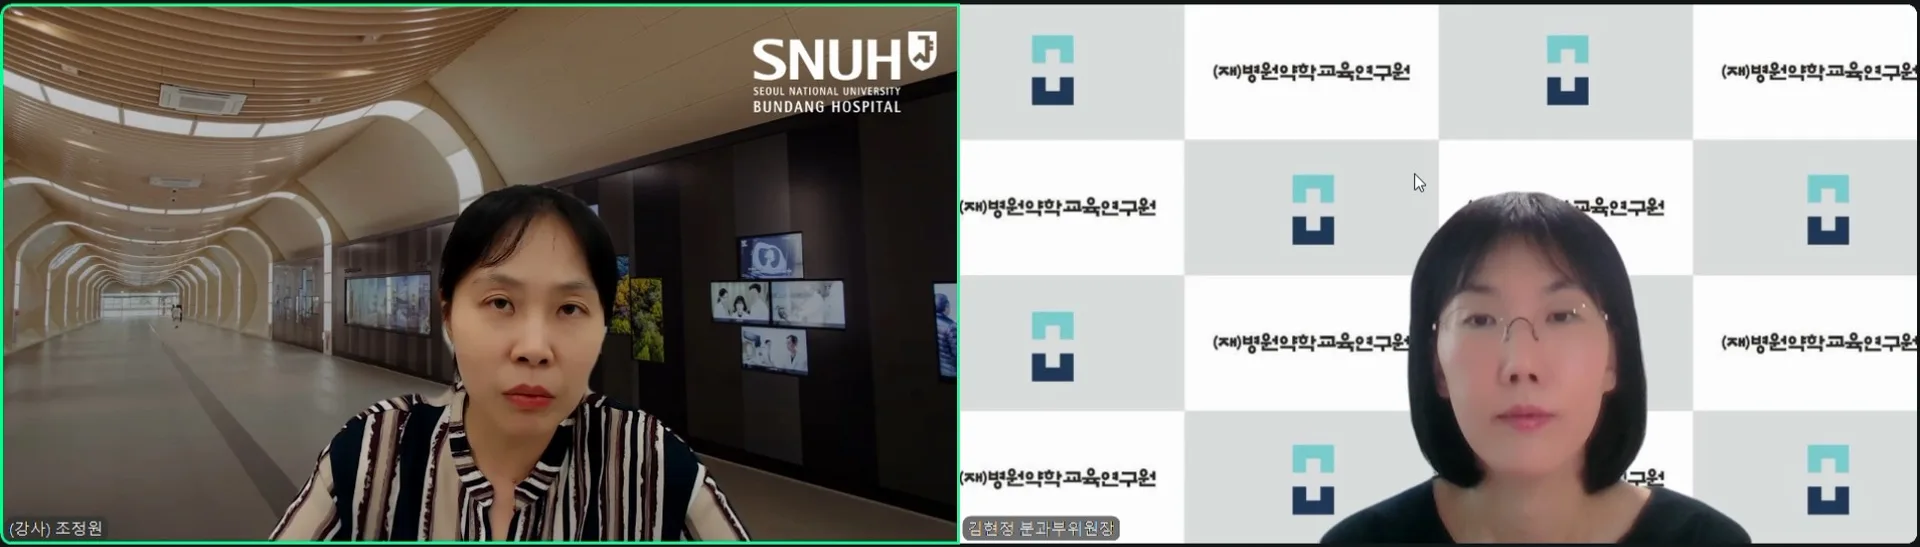 SNUH
SEOUL NATIONAL UNIVERSITY
BUNDANG HOSPITAL
(강사) 조정원
(재)병원약학교육연구원
(재)병원약학교육연구원
(재)병원약학교육연구원
교육연구원
(재)병원약학교육연구원
(재)병원약학교육연구원
(재)병원약학교육연구원
구원
김현정 분과부위원장